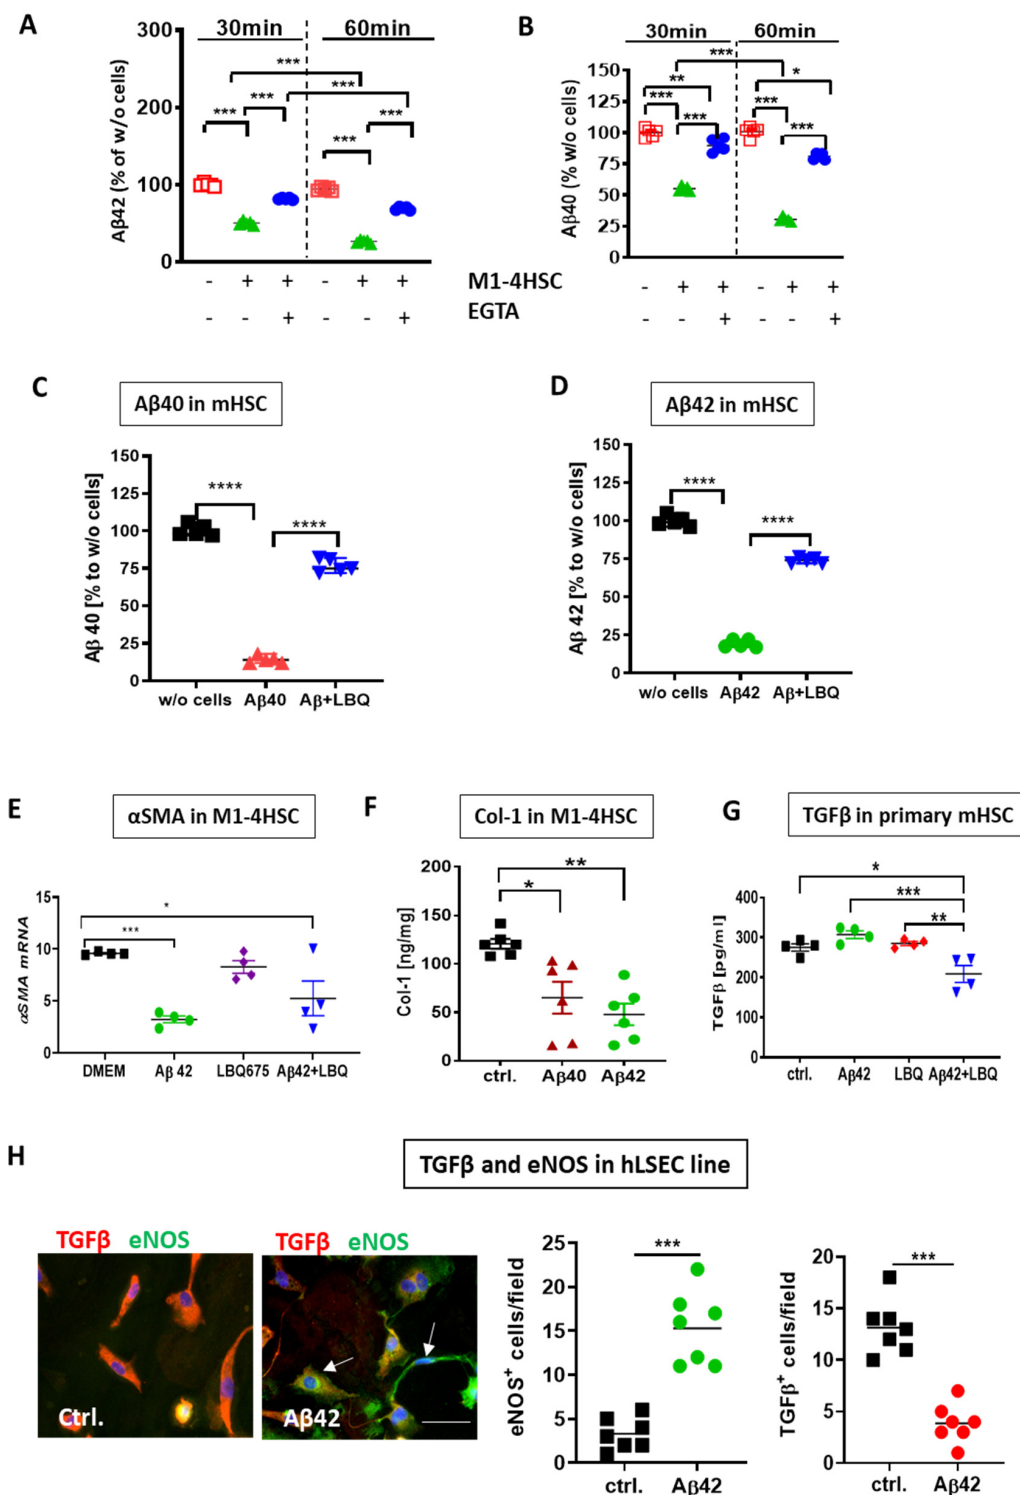 A
B
30min
60min
30min
60min
Aβ42 (% of w/o cells)
300
200
100
0
***
***
***
***
***
***
Aβ40 (% w/o cells)
150
125
100
75
50
25
0
***
**
*
***
***
***
***
- + + - + +
M1-4HSC
- + + - + +
- - + - - +
EGTA
- - + - - +
C
Aβ40 in mHSC
D
Aβ42 in mHSC
Aβ 40 [% to w/o cells]
150
125
100
75
50
25
0
****
****
w/o cells Aβ40 Aβ+LBQ
Aβ 42 [% to w/o cells]
150
125
100
75
50
25
0
****
****
w/o cells Aβ42 Aβ+LBQ
E
αSMA in M1-4HSC
F
Col-1 in M1-4HSC
G
TGFβ in primary mHSC
αSMA mRNA
15
10
5
0
*
***
DMEM Aβ 42 LBQ675 Aβ42+LBQ
Col-1 [ng/mg]
200
150
100
50
0
**
*
ctrl. Aβ40 Aβ42
TGFβ [pg/ml]
400
300
200
100
0
*
***
**
ctrl. Aβ42 LBQ Aβ42+LBQ
H
TGFβ and eNOS in hLSEC line
TGFβ eNOS
Ctrl.
TGFβ eNOS
Aβ42
eNOS⁺ cells/field
25
20
15
10
5
0
***
ctrl. Aβ42
TGFβ⁺ cells/field
20
15
10
5
0
***
ctrl. Aβ42